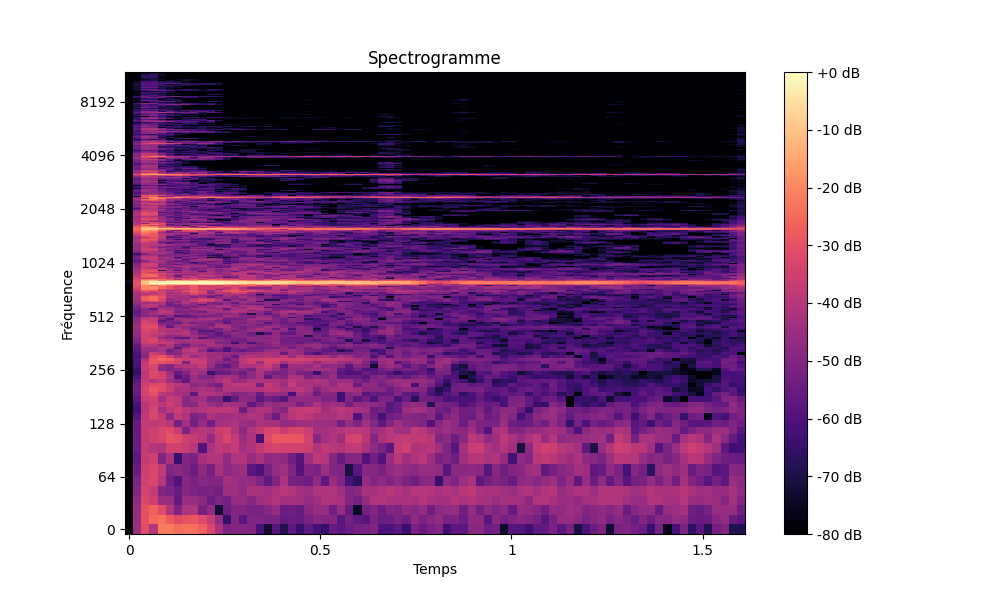 Spectrogramme
Fréquence
8192
4096
2048
1024
512
256
128
64
0
0
0.5
1
1.5
Temps
+0 dB
-10 dB
-20 dB
-30 dB
-40 dB
-50 dB
-60 dB
-70 dB
-80 dB